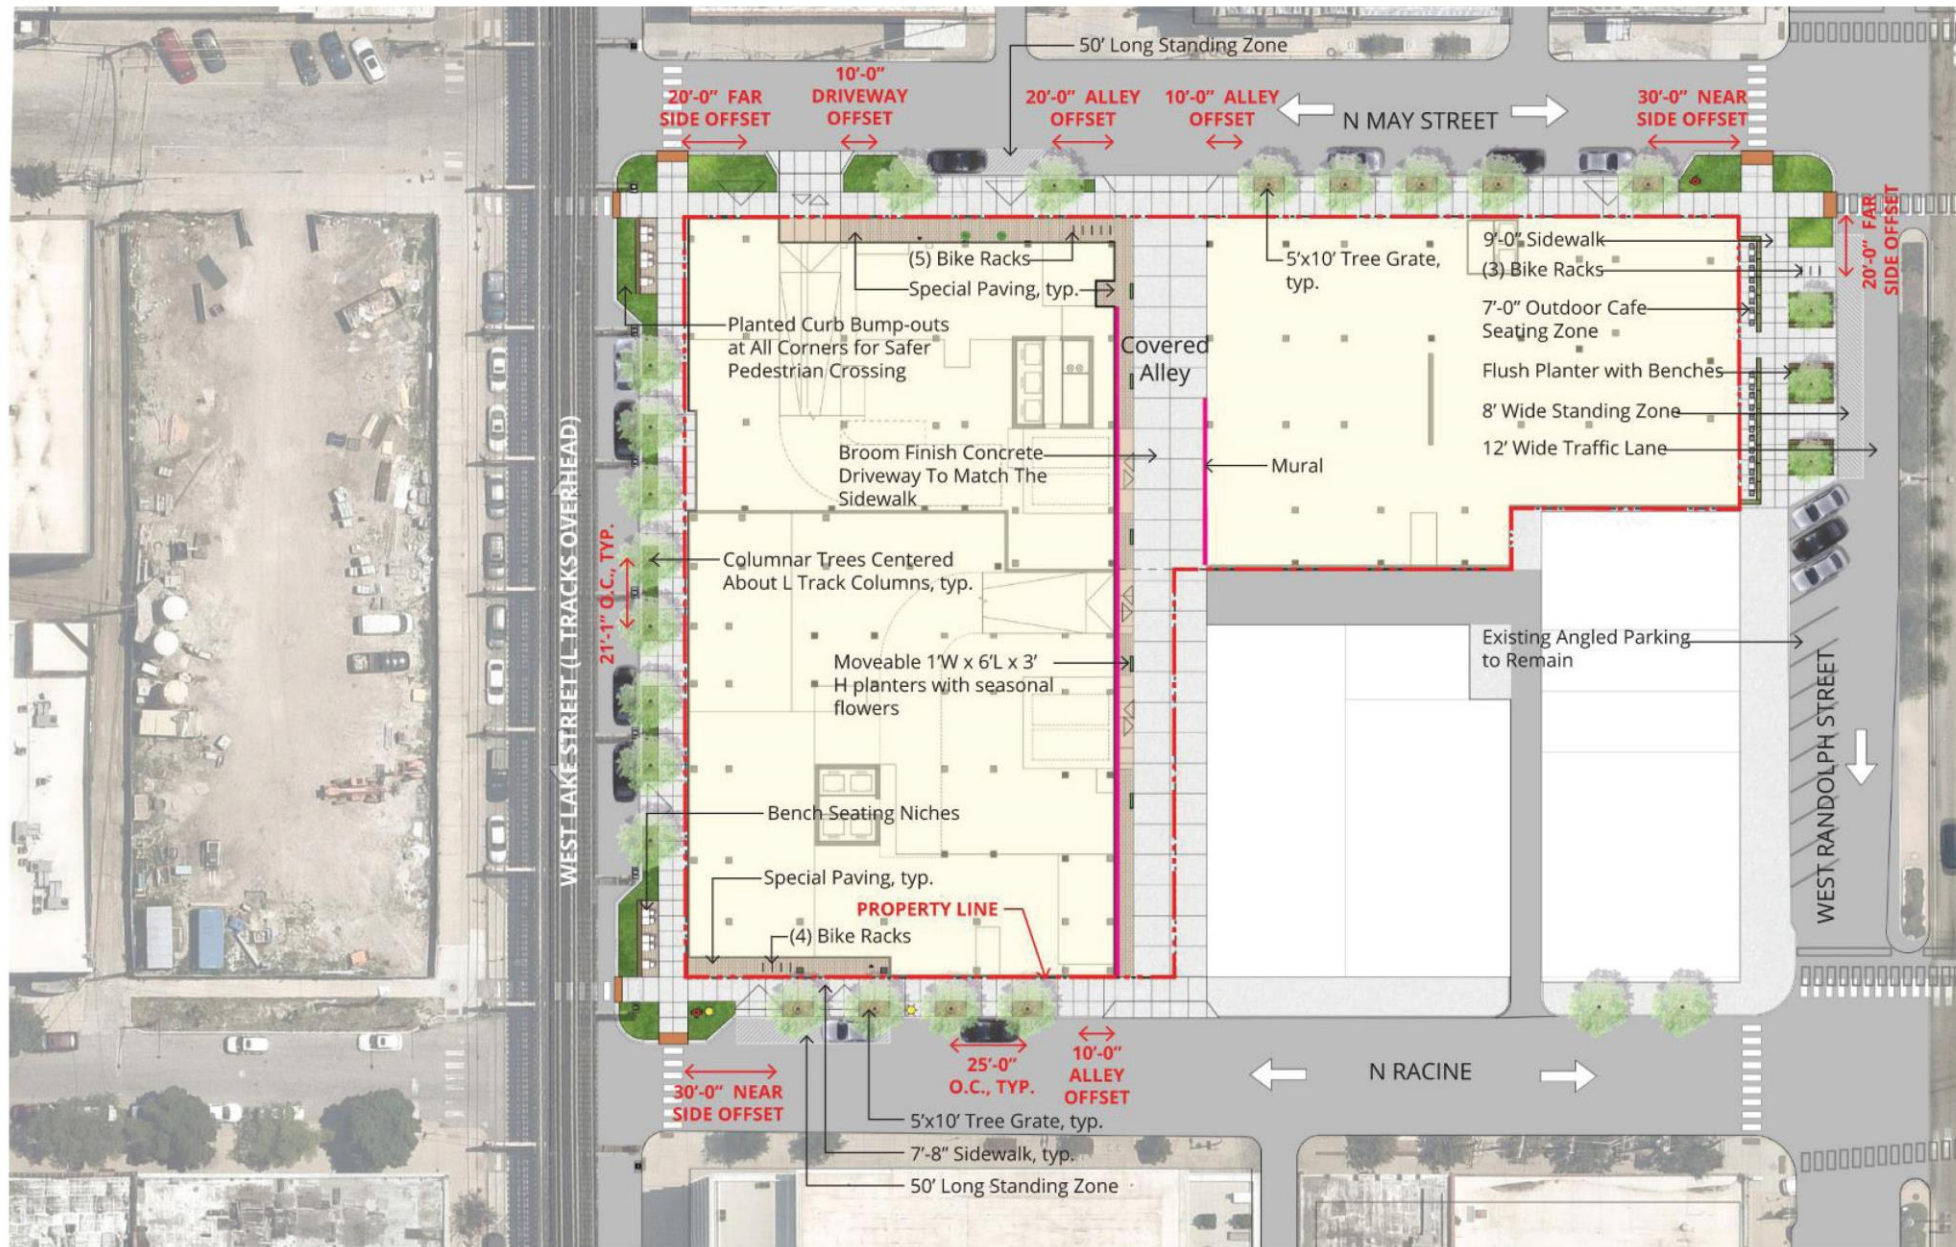 50' Long Standing Zone
10'-0"
DRIVEWAY
OFFSET
20'-0" FAR
SIDE OFFSET
20'-0" ALLEY
OFFSET
10'-0" ALLEY
OFFSET
N MAY STREET
30'-0" NEAR
SIDE OFFSET
20'-0" FAR
SIDE OFFSET
(5) Bike Racks
Special Paving, typ.
5'x10' Tree Grate,
typ.
9'-0" Sidewalk
(3) Bike Racks
7'-0" Outdoor Cafe
Seating Zone
Flush Planter with Benches
8' Wide Standing Zone
12' Wide Traffic Lane
Planted Curb Bump-outs
at All Corners for Safer
Pedestrian Crossing
Covered
Alley
Broom Finish Concrete
Driveway To Match The
Sidewalk
Mural
WEST LAKE STREET (L TRACKS OVERHEAD)
21'-1" O.C., TYP.
Columnar Trees Centered
About L Track Columns, typ.
Moveable 1'W x 6'L x 3'
H planters with seasonal
flowers
Existing Angled Parking
to Remain
WEST RANDOLPH STREET
Bench Seating Niches
Special Paving, typ.
PROPERTY LINE
(4) Bike Racks
30'-0" NEAR
SIDE OFFSET
25'-0"
O.C., TYP.
10'-0"
ALLEY
OFFSET
N RACINE
5'x10' Tree Grate, typ.
7'-8" Sidewalk, typ.
50' Long Standing Zone